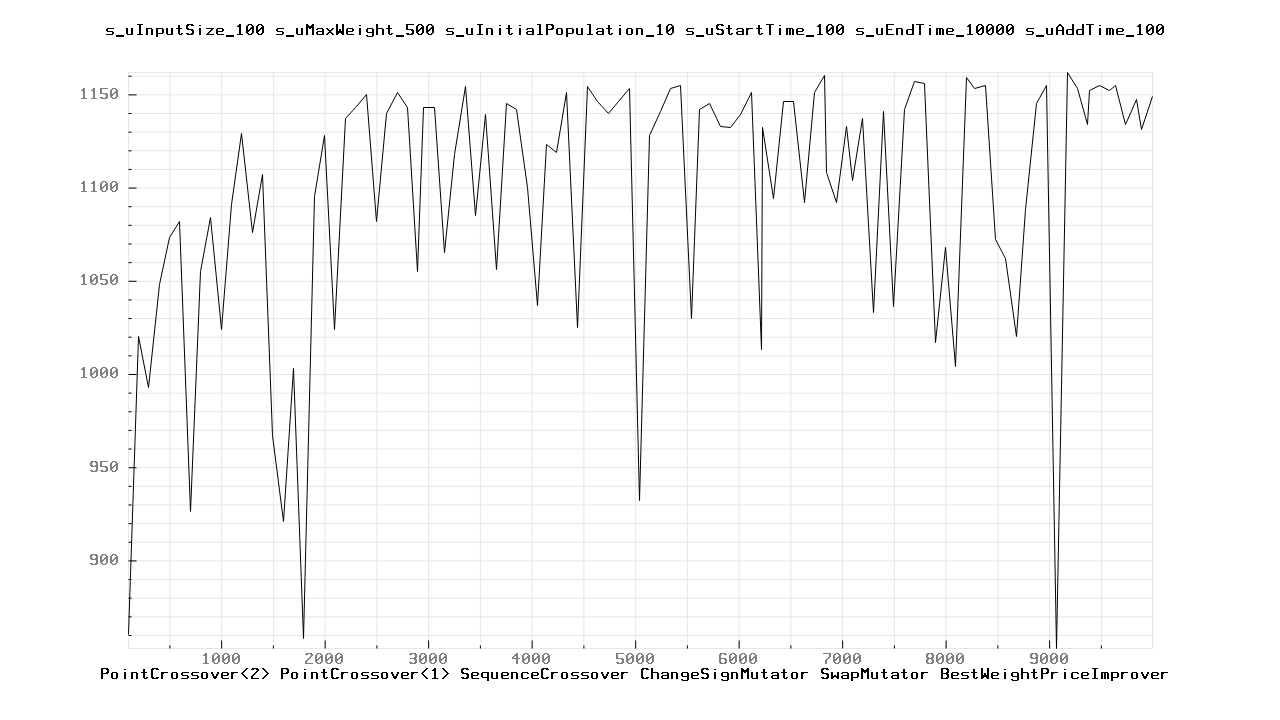 s_uInputSize_100 s_uMaxWeight_500 s_uInitialPopulation_10 s_uStartTime_100 s_uEndTime_10000 s_uAddTime_100
1150
1100
1050
1000
950
900
1000 2000 3000 4000 5000 6000 7000 8000 9000
PointCrossover<2> PointCrossover<1> SequenceCrossover ChangeSignMutator SwapMutator BestWeightPriceImprover